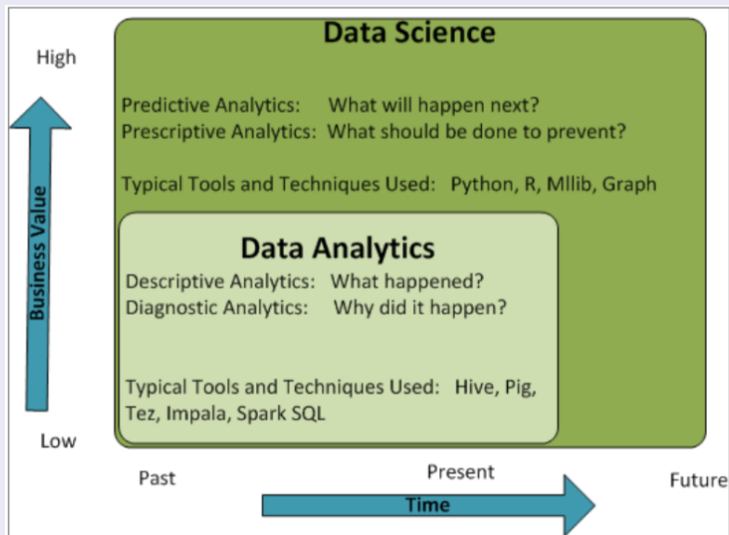 Data Science
High
Predictive Analytics: What will happen next?
Prescriptive Analytics: What should be done to prevent?
Typical Tools and Techniques Used: Python, R, Mllib, Graph
Business Value
Data Analytics
Descriptive Analytics: What happened?
Diagnostic Analytics: Why did it happen?
Typical Tools and Techniques Used: Hive, Pig,
Tez, Impala, Spark SQL
Low
Past
Present
Future
Time